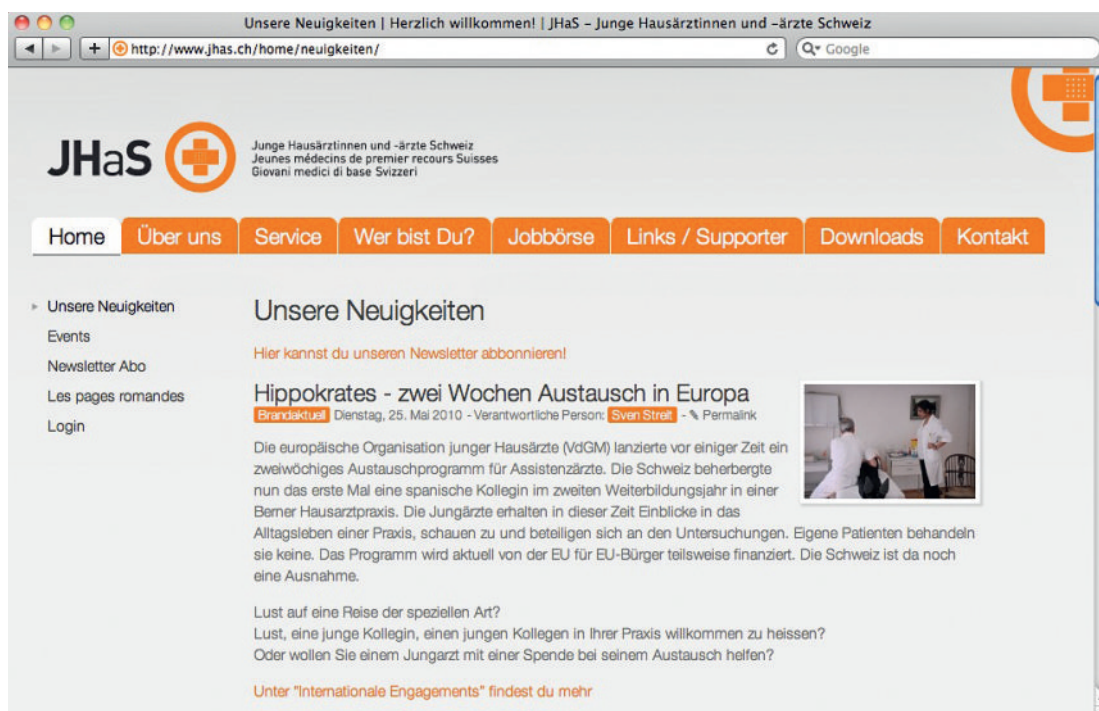 Unsere Neuigkeiten | Herzlich willkommen! | JHaS – Junge Hausärztinnen und –ärzte Schweiz
http://www.jhas.ch/home/neuigkeiten/
Google
JHaS
Junge Hausärztinnen und -ärzte Schweiz
Jeunes médecins de premier recours Suisses
Giovani medici di base Svizzeri
Home Über uns Service Wer bist Du? Jobbörse Links / Supporter Downloads Kontakt
Unsere Neuigkeiten
Events
Newsletter Abo
Les pages romandes
Login
Unsere Neuigkeiten
Hier kannst du unseren Newsletter abbonnieren!
Hippokrates - zwei Wochen Austausch in Europa
Brandaktuell Dienstag, 25. Mai 2010 - Verantwortliche Person: Sven Streit - Permalink
Die europäische Organisation junger Hausärzte (VdGM) lanzierte vor einiger Zeit ein
zweiwöchiges Austauschprogramm für Assistenzärzte. Die Schweiz beherbergte
nun das erste Mal eine spanische Kollegin im zweiten Weiterbildungsjahr in einer
Berner Hausarztpraxis. Die Jungärzte erhalten in dieser Zeit Einblicke in das
Alltagsleben einer Praxis, schauen zu und beteiligen sich an den Untersuchungen. Eigene Patienten behandeln
sie keine. Das Programm wird aktuell von der EU für EU-Bürger teilsweise finanziert. Die Schweiz ist da noch
eine Ausnahme.
Lust auf eine Reise der speziellen Art?
Lust, eine junge Kollegin, einen jungen Kollegen in Ihrer Praxis willkommen zu heissen?
Oder wollen Sie einem Jungarzt mit einer Spende bei seinem Austausch helfen?
Unter "Internationale Engagements" findest du mehr